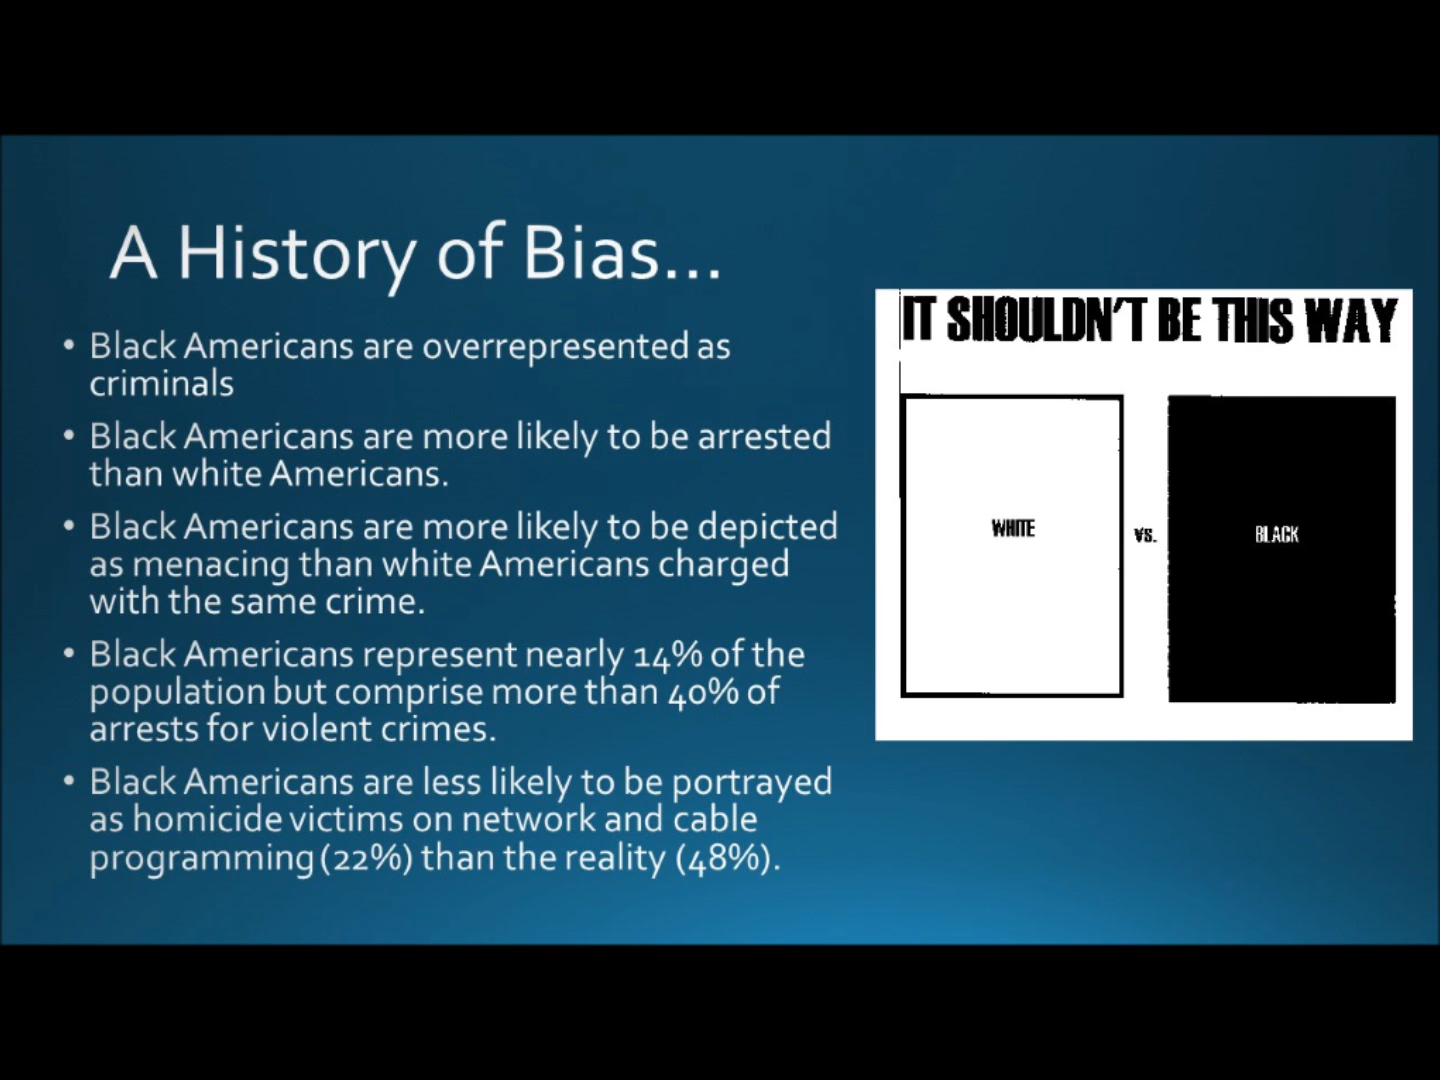 A History of Bias...
• Black Americans are overrepresented as
criminals
• Black Americans are more likely to be arrested
than white Americans.
• Black Americans are more likely to be depicted
as menacing than white Americans charged
with the same crime.
• Black Americans represent nearly 14% of the
population but comprise more than 40% of
arrests for violent crimes.
• Black Americans are less likely to be portrayed
as homicide victims on network and cable
programming (22%) than the reality (48%).
IT SHOULDN'T BE THIS WAY
WHITE
VS.
BLACK